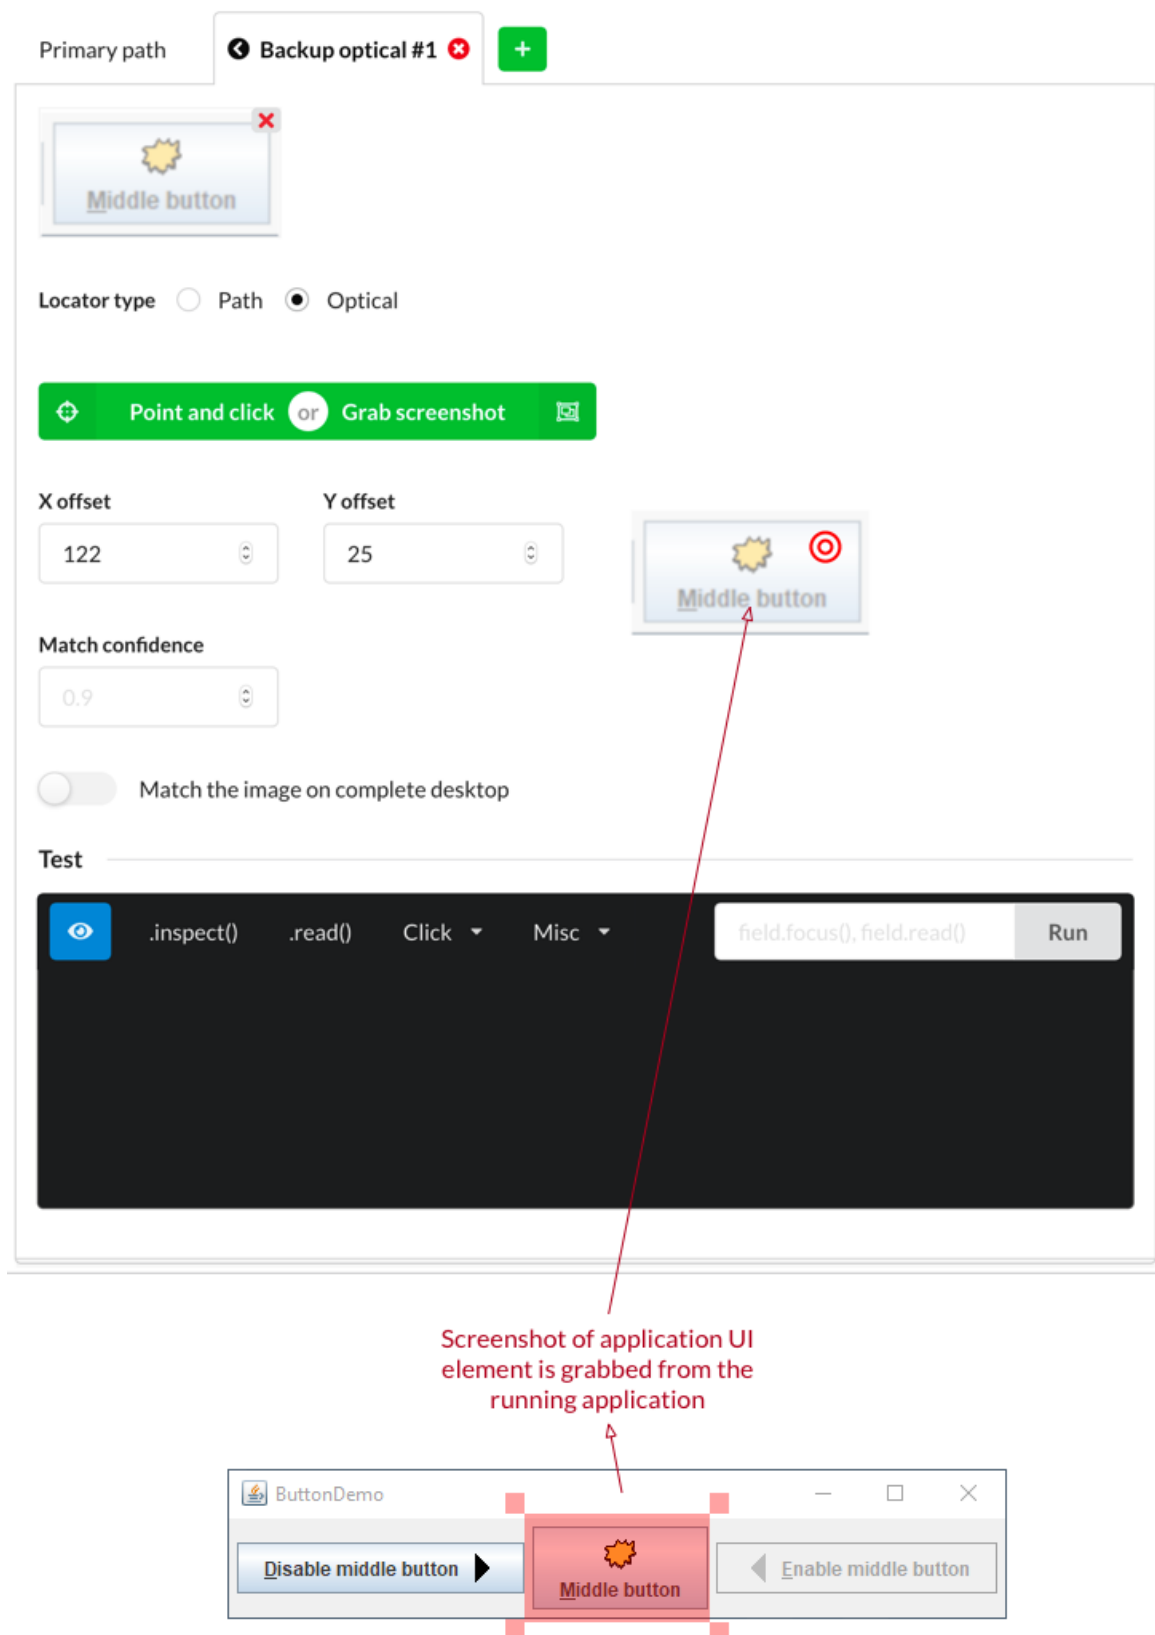 Primary path
Backup optical #1
+
Middle button
Locator type Path Optical
Point and click or Grab screenshot
X offset Y offset
122 25
Middle button
Match confidence
0.9
Match the image on complete desktop
Test
.inspect() .read() Click Misc field.focus(), field.read() Run
Screenshot of application UI
element is grabbed from the
running application
ButtonDemo
Disable middle button Middle button Enable middle button